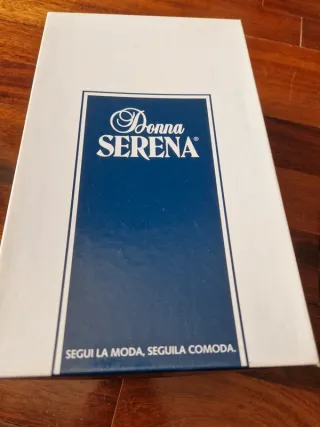 Donna
SERENA®
SEGUI LA MODA, SEGUILA COMODA.